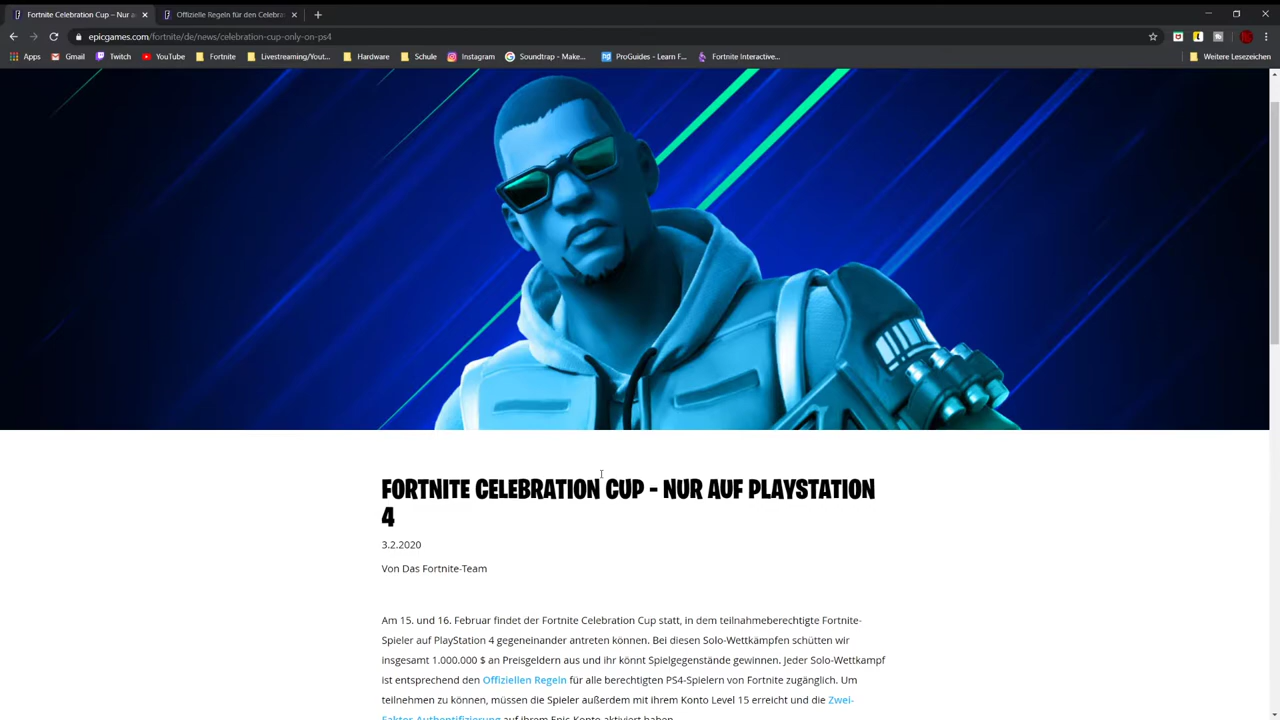 Fortnite Celebration Cup – Nur a
Offizielle Regeln für den Celebra
epicgames.com/fortnite/de/news/celebration-cup-only-on-ps4
Apps Gmail Twitch YouTube Fortnite Livestreaming/Yout... Hardware Schule Instagram Soundtrap - Make... ProGuides - Learn F... Fortnite Interactive... Weitere Lesezeichen
FORTNITE CELEBRATION CUP – NUR AUF PLAYSTATION
4
3.2.2020
Von Das Fortnite-Team
Am 15. und 16. Februar findet der Fortnite Celebration Cup statt, in dem teilnahmeberechtigte Fortnite-
Spieler auf PlayStation 4 gegeneinander antreten können. Bei diesen Solo-Wettkämpfen schütten wir
insgesamt 1.000.000 $ an Preisgeldern aus und ihr könnt Spielgegenstände gewinnen. Jeder Solo-Wettkampf
ist entsprechend den Offiziellen Regeln für alle berechtigten PS4-Spielern von Fortnite zugänglich. Um
teilnehmen zu können, müssen die Spieler außerdem mit ihrem Konto Level 15 erreicht und die Zwei-
Faktor-Authentifizierung auf ihrem Epic-Konto aktiviert haben.